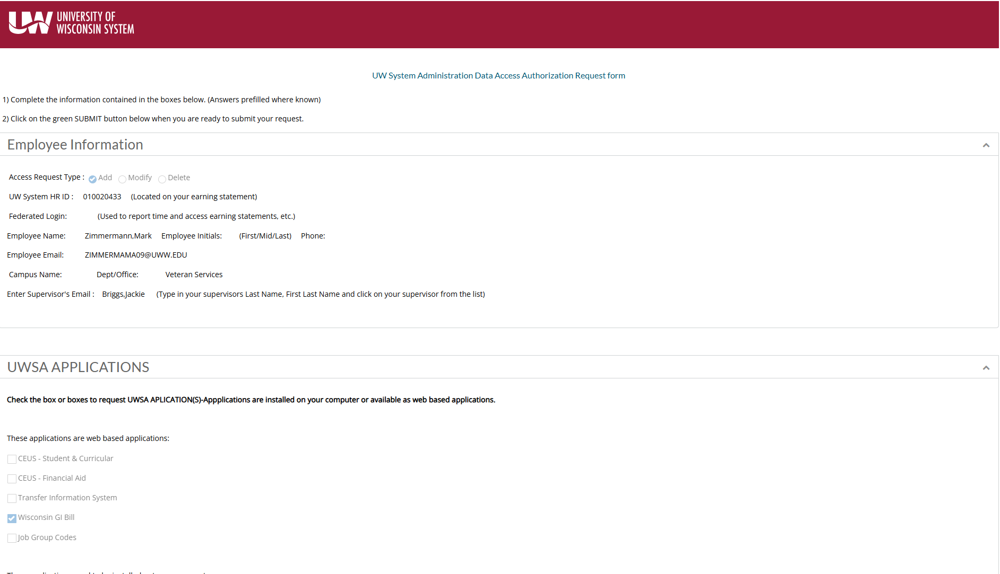 UW UNIVERSITY OF
WISCONSIN SYSTEM
UW System Administration Data Access Authorization Request form
1) Complete the information contained in the boxes below. (Answers prefilled where known)
2) Click on the green SUBMIT button below when you are ready to submit your request.
Employee Information
Access Request Type : Add Modify Delete
UW System HR ID : 010020433 (Located on your earning statement)
Federated Login: (Used to report time and access earning statements, etc.)
Employee Name: Zimmermann,Mark Employee Initials: (First/Mid/Last) Phone:
Employee Email: ZIMMERMAMA09@UWW.EDU
Campus Name: Dept/Office: Veteran Services
Enter Supervisor's Email : Briggs,Jackie (Type in your supervisors Last Name, First Last Name and click on your supervisor from the list)
UWSA APPLICATIONS
Check the box or boxes to request UWSA APLICATION(S)-Appplications are installed on your computer or available as web based applications.
These applications are web based applications:
CEUS - Student & Curricular
CEUS - Financial Aid
Transfer Information System
Wisconsin GI Bill
Job Group Codes